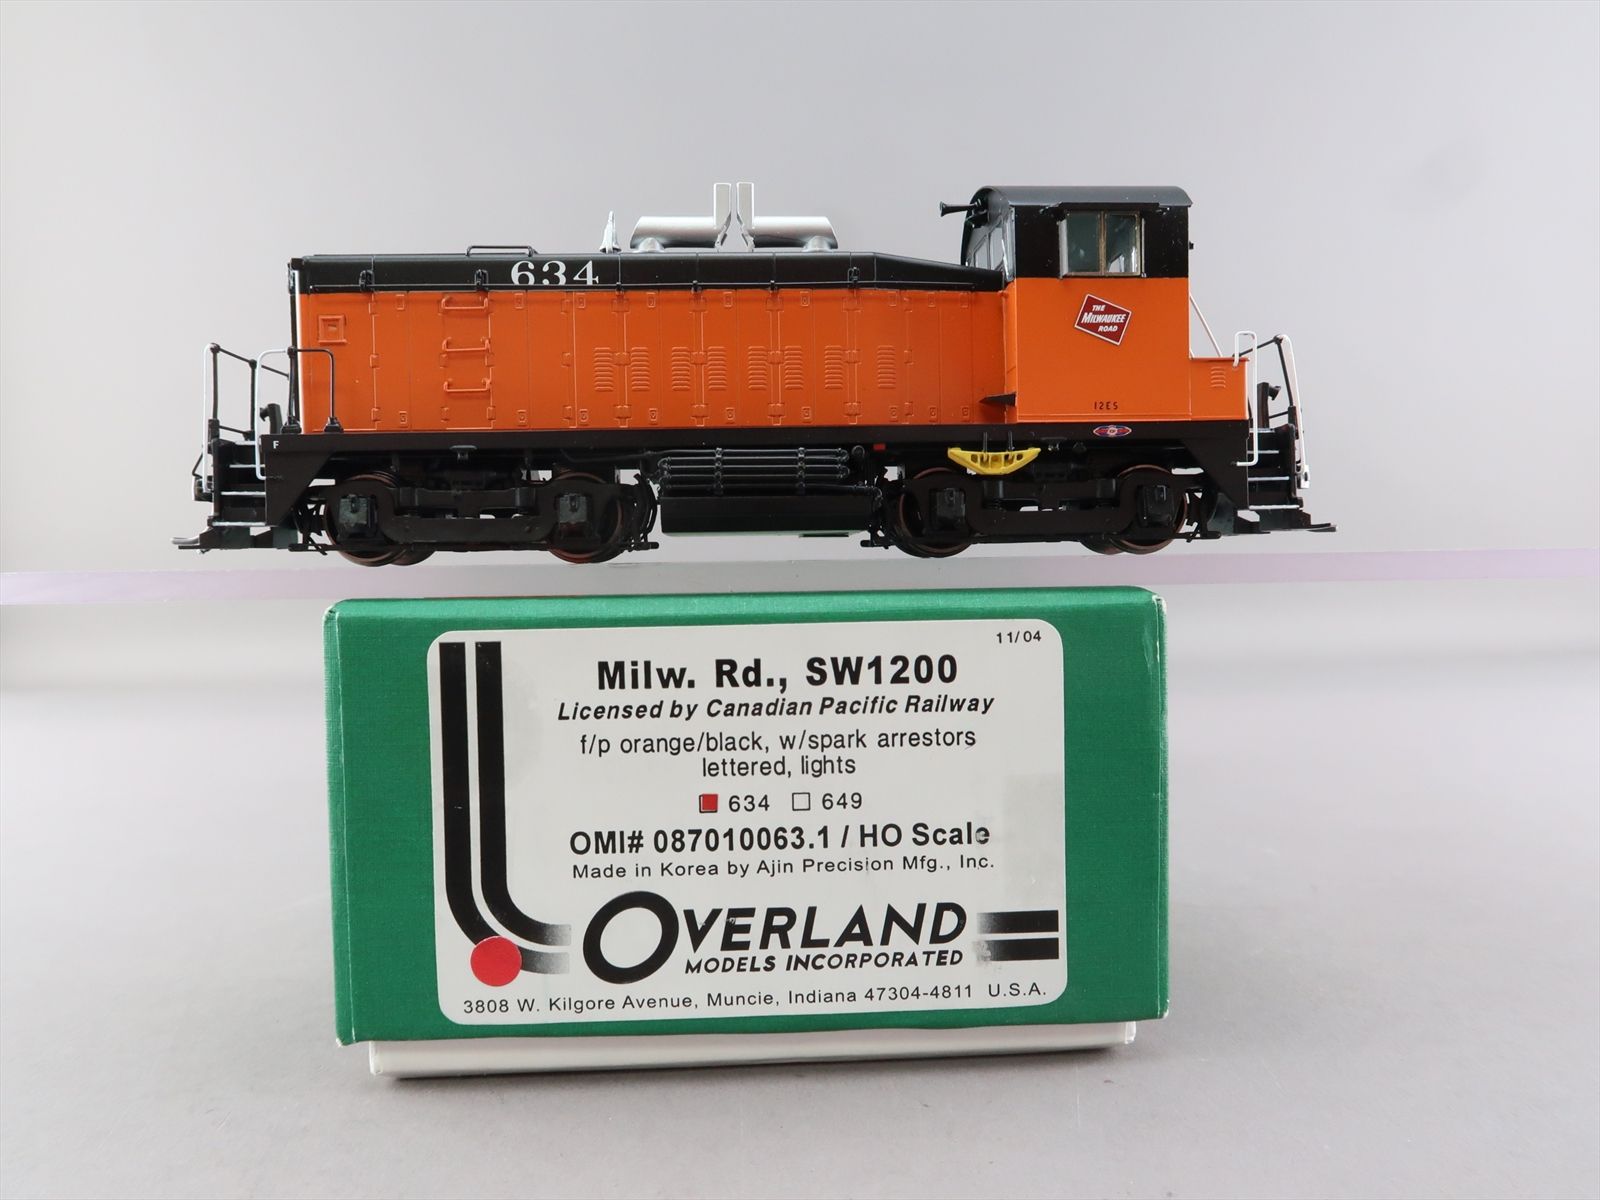 634
THE
MILWAUKEE
ROAD
12E5
F
11/04
Milw. Rd., SW1200
Licensed by Canadian Pacific Railway
f/p orange/black, w/spark arrestors
lettered, lights
634 649
OMI# 087010063.1 / HO Scale
Made in Korea by Ajin Precision Mfg., Inc.
OVERLAND
MODELS INCORPORATED
3808 W. Kilgore Avenue, Muncie, Indiana 47304-4811 U.S.A.